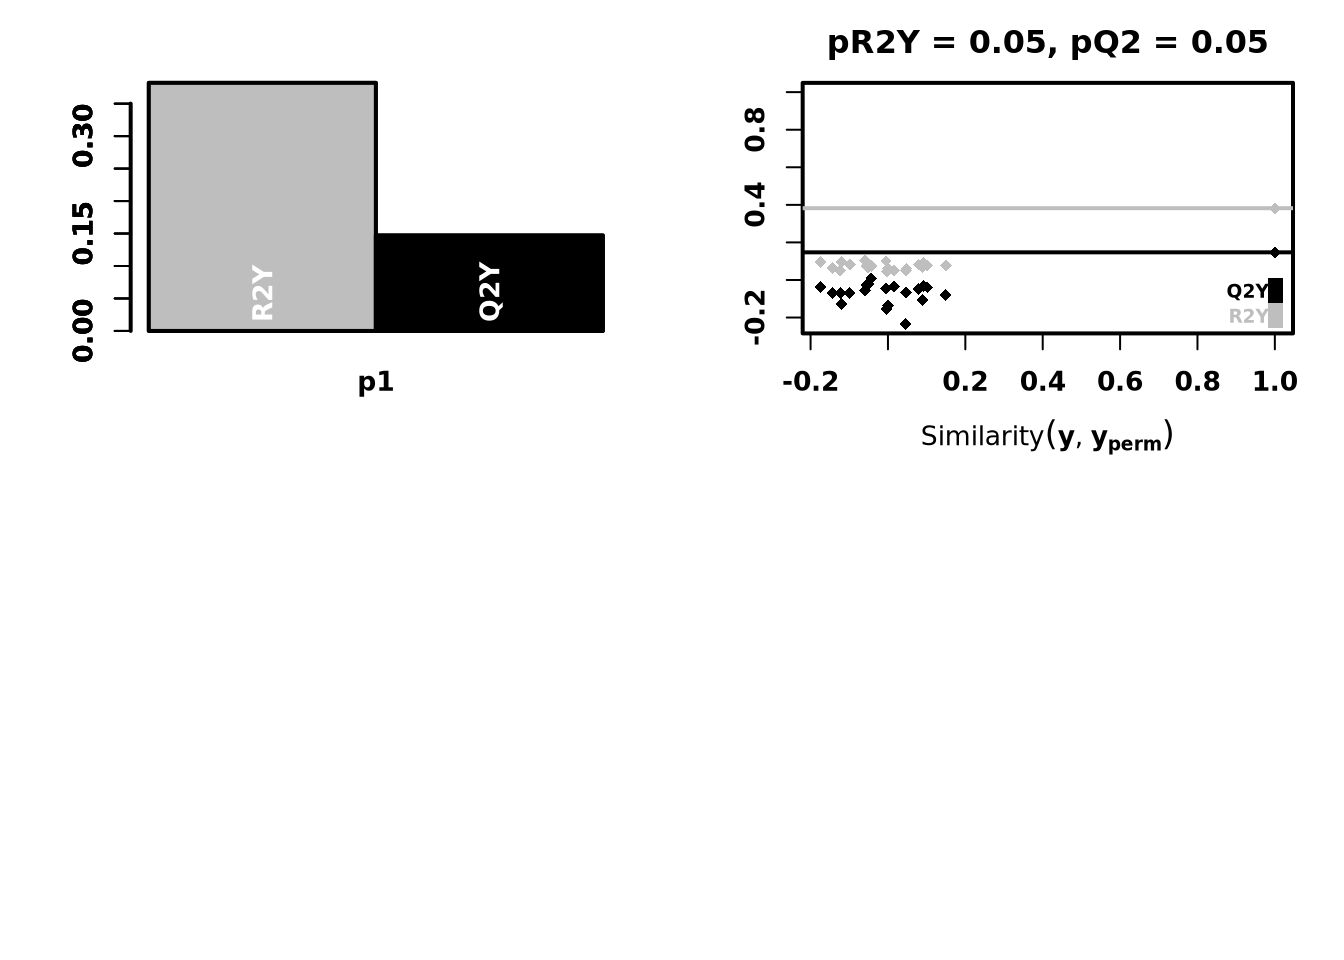 0.30
0.15
0.00
R2Y
Q2Y
p1
pR2Y = 0.05, pQ2 = 0.05
0.8
0.4
-0.2
Q2Y
R2Y
-0.2 0.2 0.4 0.6 0.8 1.0
Similarity(y, yperm)